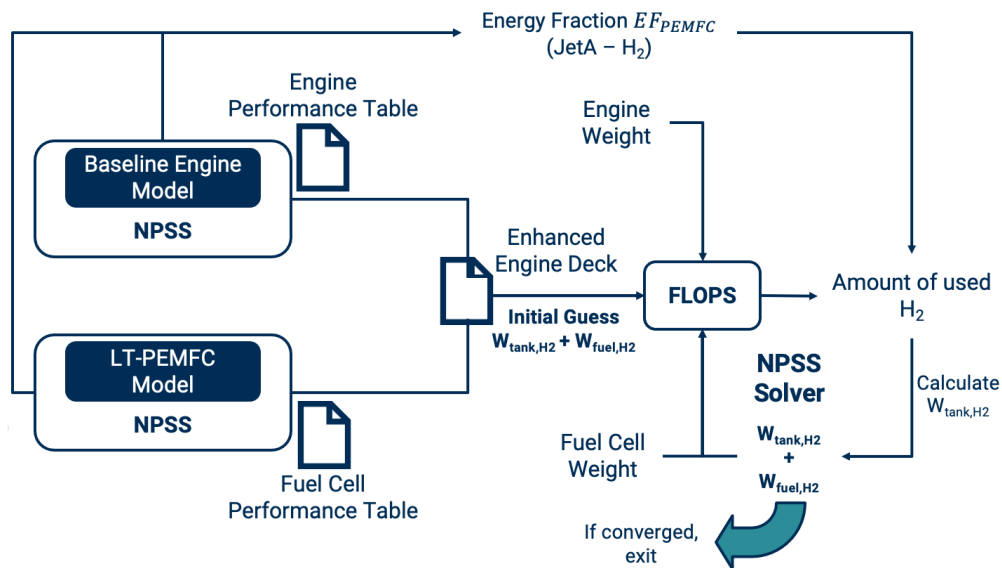 Energy Fraction EF_PEMFC
(JetA – H₂)
Engine
Performance Table
Engine
Weight
Baseline Engine
Model
NPSS
Enhanced
Engine Deck
Initial Guess
W_tank,H2 + W_fuel,H2
FLOPS
Amount of used
H₂
LT-PEMFC
Model
NPSS
NPSS
Solver
Calculate
W_tank,H2
Fuel Cell
Weight
W_tank,H2
+
W_fuel,H2
Fuel Cell
Performance Table
If converged,
exit